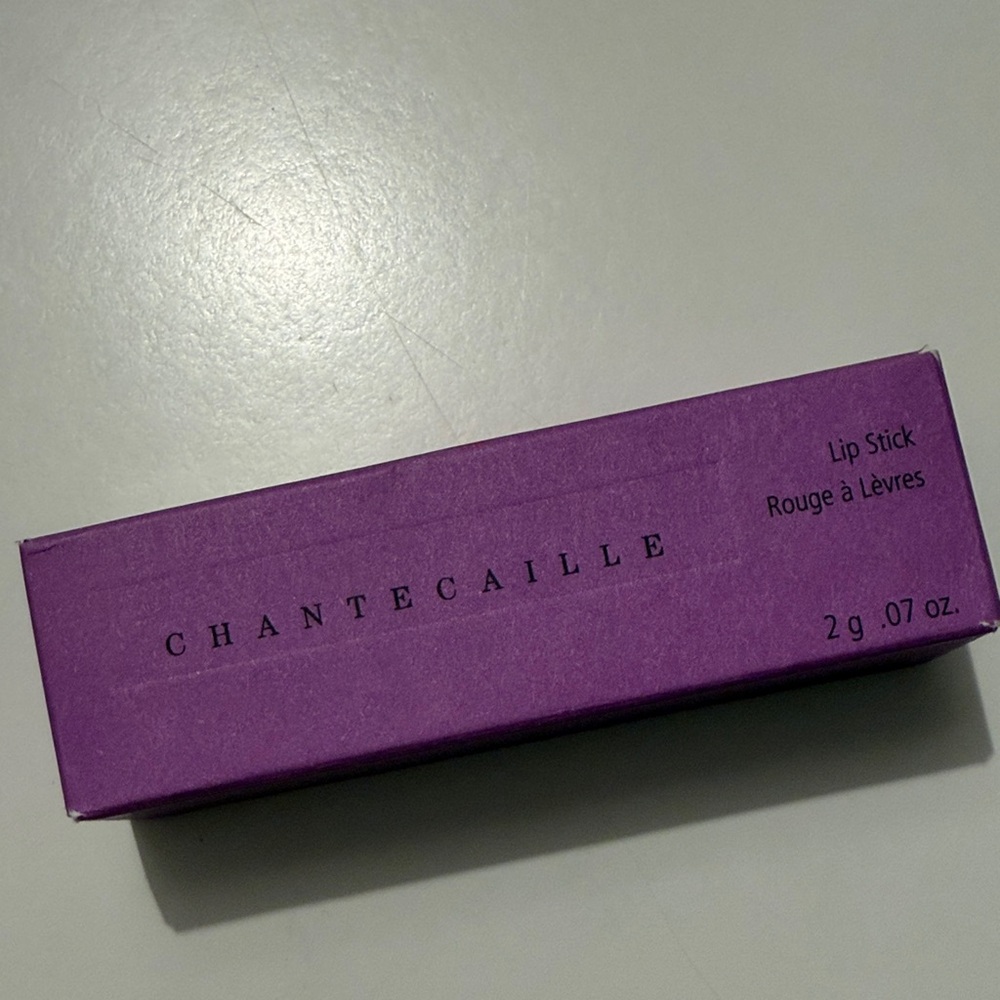 CHANTECAILLE
Lip Stick
Rouge à Lèvres
2 g .07 oz.